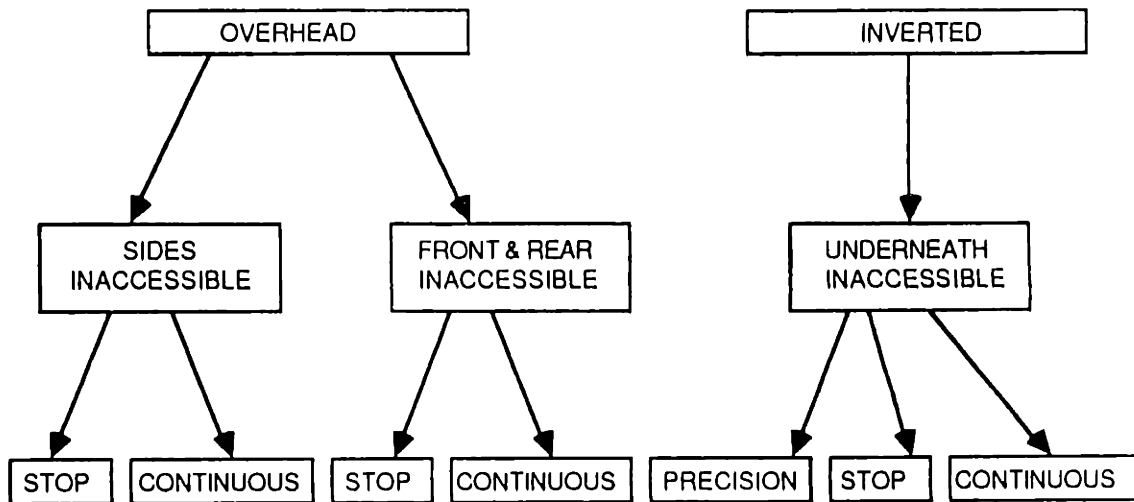 OVERHEAD
INVERTED
SIDES
INACCESSIBLE
FRONT & REAR
INACCESSIBLE
UNDERNEATH
INACCESSIBLE
STOP
CONTINUOUS
STOP
CONTINUOUS
PRECISION
STOP
CONTINUOUS